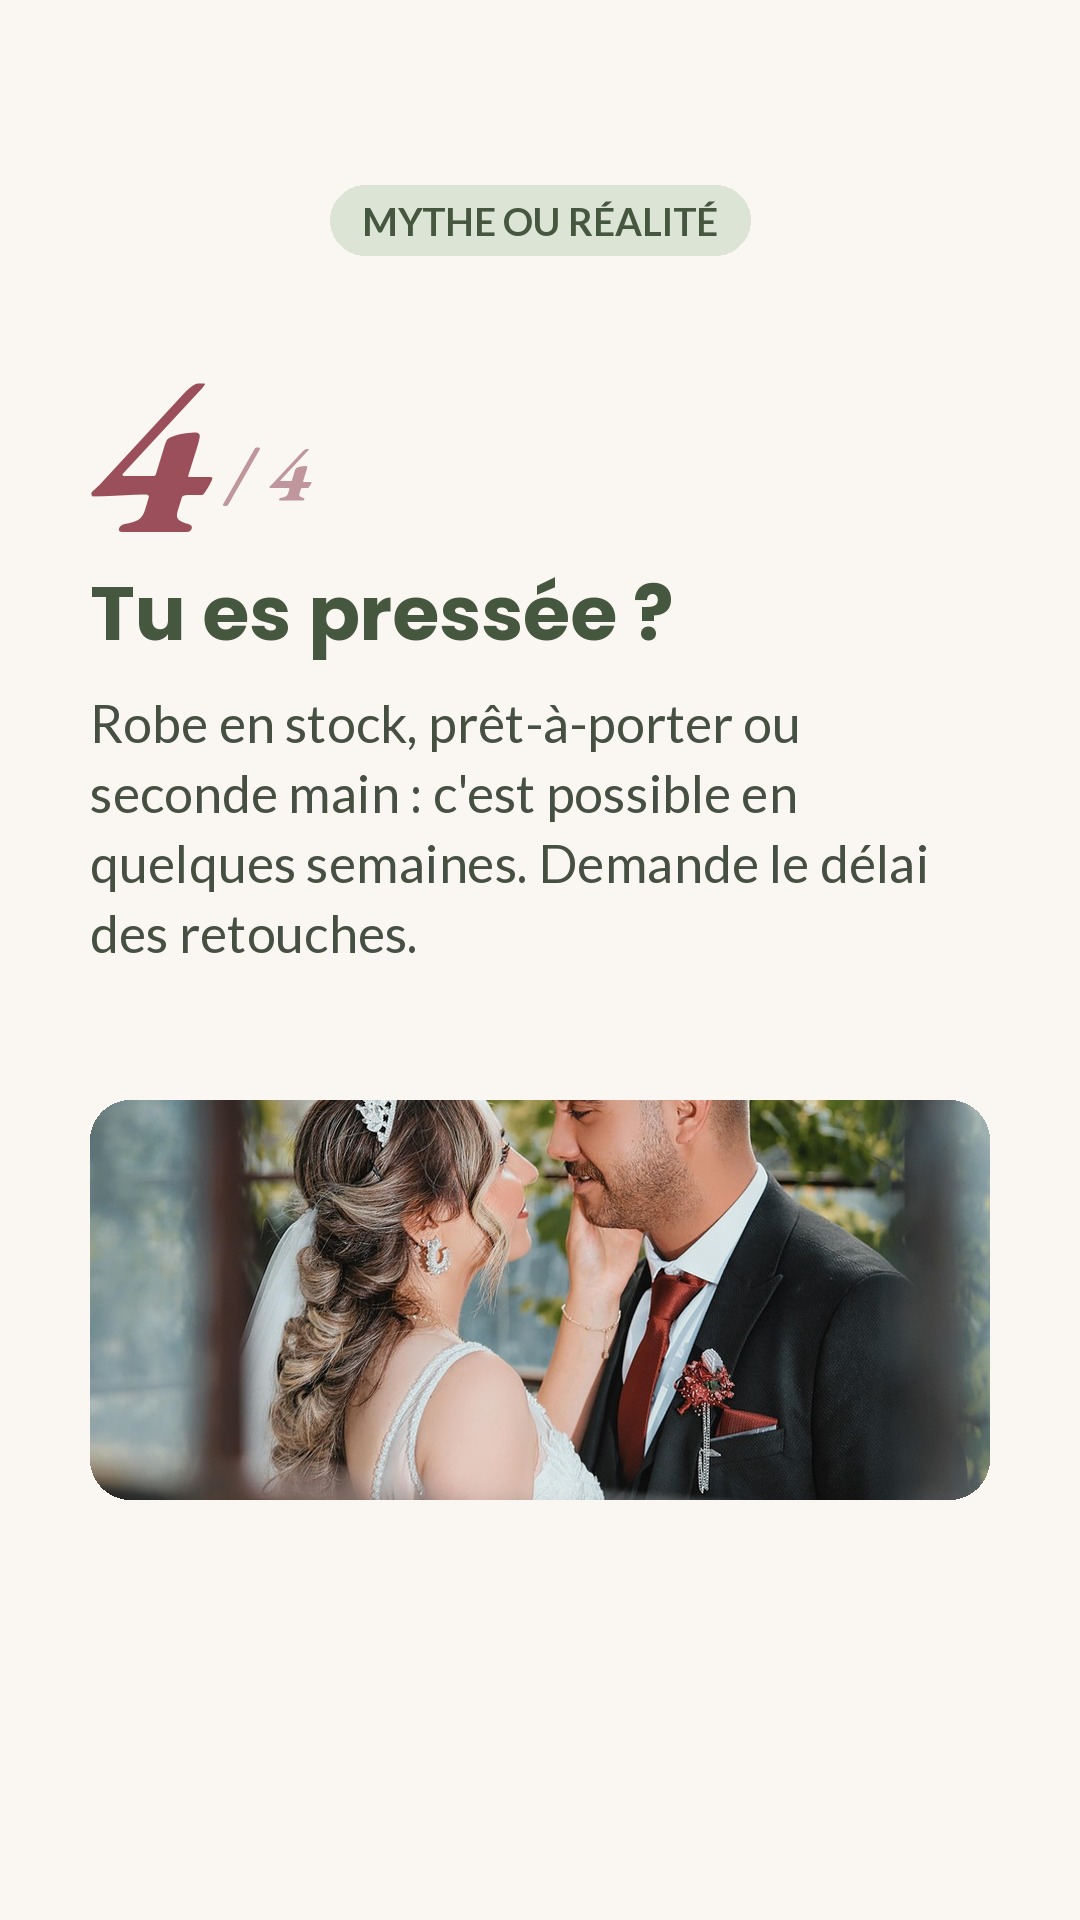 MYTHE OU RÉALITÉ
4 / 4
Tu es pressée ?
Robe en stock, prêt-à-porter ou
seconde main : c'est possible en
quelques semaines. Demande le délai
des retouches.